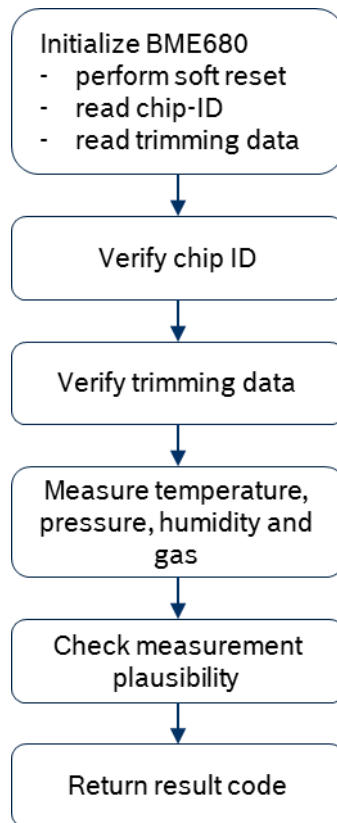 Initialize BME680
- perform soft reset
- read chip-ID
- read trimming data
Verify chip ID
Verify trimming data
Measure temperature,
pressure, humidity and
gas
Check measurement
plausibility
Return result code